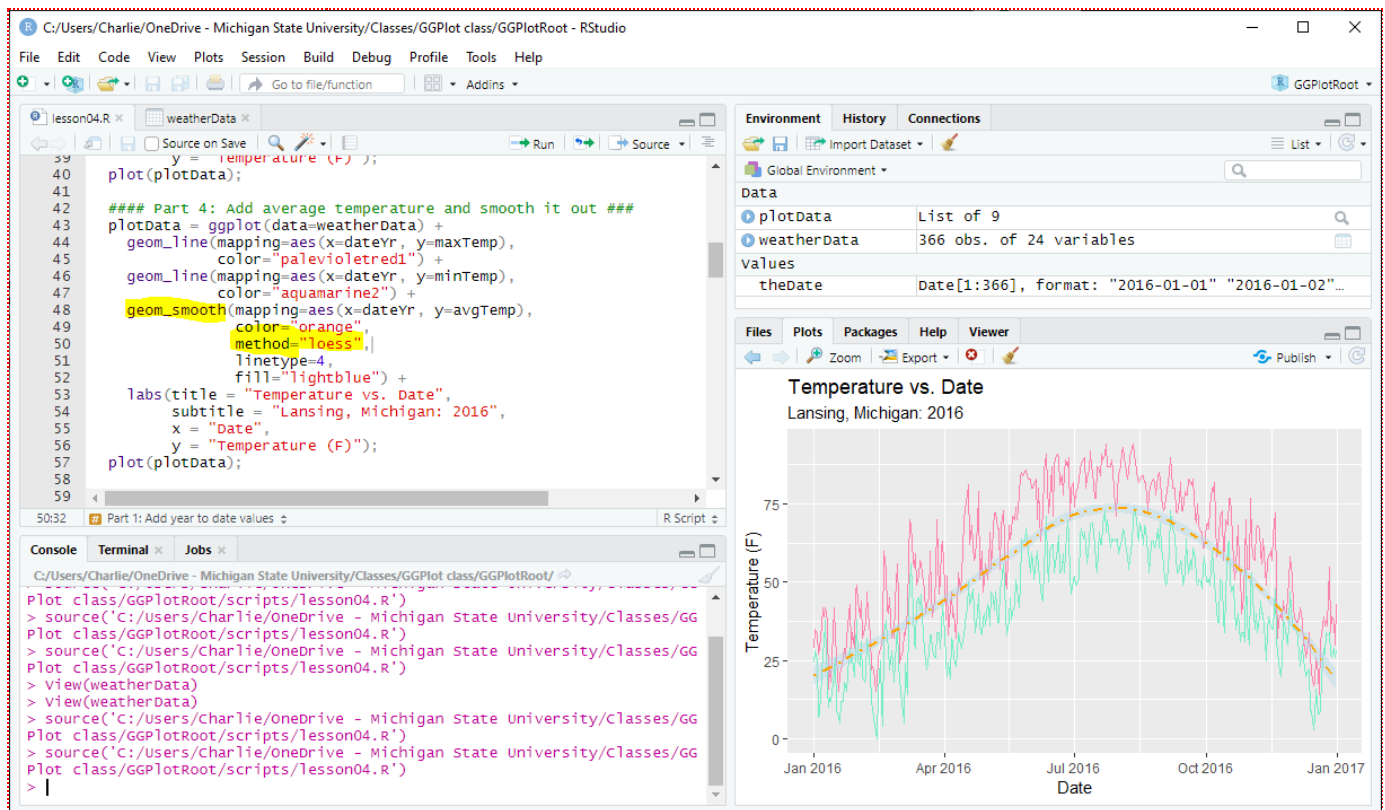 C:/Users/Charlie/OneDrive - Michigan State University/Classes/GGPlot class/GGPlotRoot - RStudio
File Edit Code View Plots Session Build Debug Profile Tools Help
Go to file/function
Addins
GGPlotRoot
lesson04.R
weatherData
Source on Save
Run
Source
39 y = "Temperature (F)");
40 plot(plotData);
41
42 #### Part 4: Add average temperature and smooth it out ###
43 plotData = ggplot(data=weatherData) +
44 geom_line(mapping=aes(x=dateYr, y=maxTemp),
45 color="palevioletred1") +
46 geom_line(mapping=aes(x=dateYr, y=minTemp),
47 color="aquamarine2") +
48 geom_smooth(mapping=aes(x=dateYr, y=avgTemp),
49 color="orange",
50 method="loess",
51 linetype=4,
52 fill="lightblue") +
53 labs(title = "Temperature vs. Date",
54 subtitle = "Lansing, Michigan: 2016",
55 x = "Date",
56 y = "Temperature (F)");
57 plot(plotData);
58
59
50:32 # Part 1: Add year to date values
R Script
Console Terminal Jobs
C:/Users/Charlie/OneDrive - Michigan State University/Classes/GGPlot class/GGPlotRoot/
Plot class/GGPlotRoot/scripts/lesson04.R')
> source('C:/Users/Charlie/OneDrive - Michigan State University/Classes/GG
Plot class/GGPlotRoot/scripts/lesson04.R')
> source('C:/Users/Charlie/OneDrive - Michigan State University/Classes/GG
Plot class/GGPlotRoot/scripts/lesson04.R')
> View(weatherData)
> View(weatherData)
> source('C:/Users/Charlie/OneDrive - Michigan State University/Classes/GG
Plot class/GGPlotRoot/scripts/lesson04.R')
> source('C:/Users/Charlie/OneDrive - Michigan State University/Classes/GG
Plot class/GGPlotRoot/scripts/lesson04.R')
>
Environment History Connections
Import Dataset
List
Global Environment
Data
plotData List of 9
weatherData 366 obs. of 24 variables
Values
theDate Date[1:366], format: "2016-01-01" "2016-01-02"…
Files Plots Packages Help Viewer
Zoom Export Publish
Temperature vs. Date
Lansing, Michigan: 2016
Temperature (F)
75
50
25
0
Jan 2016 Apr 2016 Jul 2016 Oct 2016 Jan 2017
Date